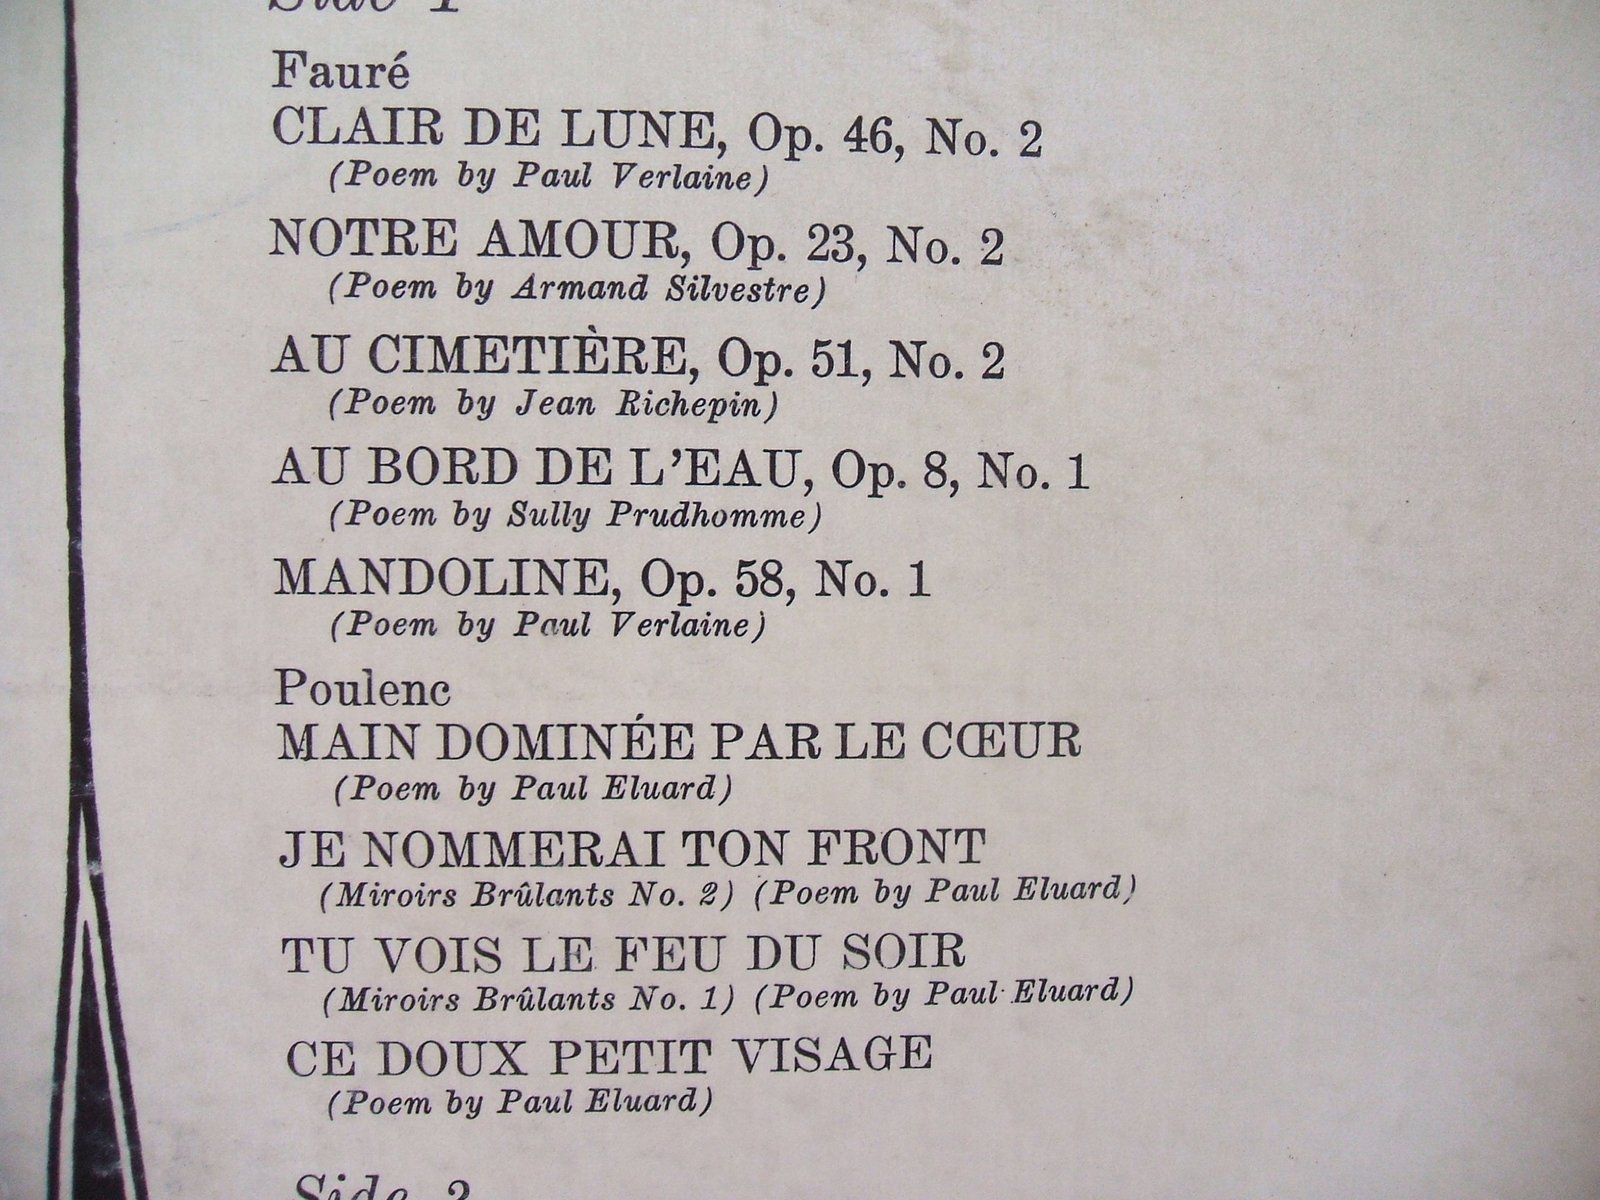 Side 1
Fauré
CLAIR DE LUNE, Op. 46, No. 2
(Poem by Paul Verlaine)
NOTRE AMOUR, Op. 23, No. 2
(Poem by Armand Silvestre)
AU CIMETIÈRE, Op. 51, No. 2
(Poem by Jean Richepin)
AU BORD DE L'EAU, Op. 8, No. 1
(Poem by Sully Prudhomme)
MANDOLINE, Op. 58, No. 1
(Poem by Paul Verlaine)
Poulenc
MAIN DOMINÉE PAR LE CŒUR
(Poem by Paul Eluard)
JE NOMMERAI TON FRONT
(Miroirs Brûlants No. 2) (Poem by Paul Eluard)
TU VOIS LE FEU DU SOIR
(Miroirs Brûlants No. 1) (Poem by Paul Eluard)
CE DOUX PETIT VISAGE
(Poem by Paul Eluard)
Side 2